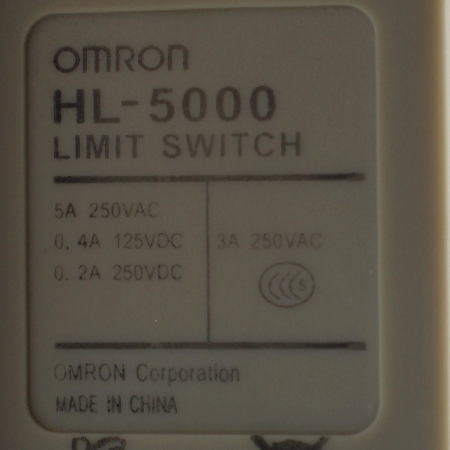 OMRON
HL-5000
LIMIT SWITCH
5A 250VAC
0.4A 125VDC
3A 250VAC
0.2A 250VDC
OMRON Corporation
MADE IN CHINA